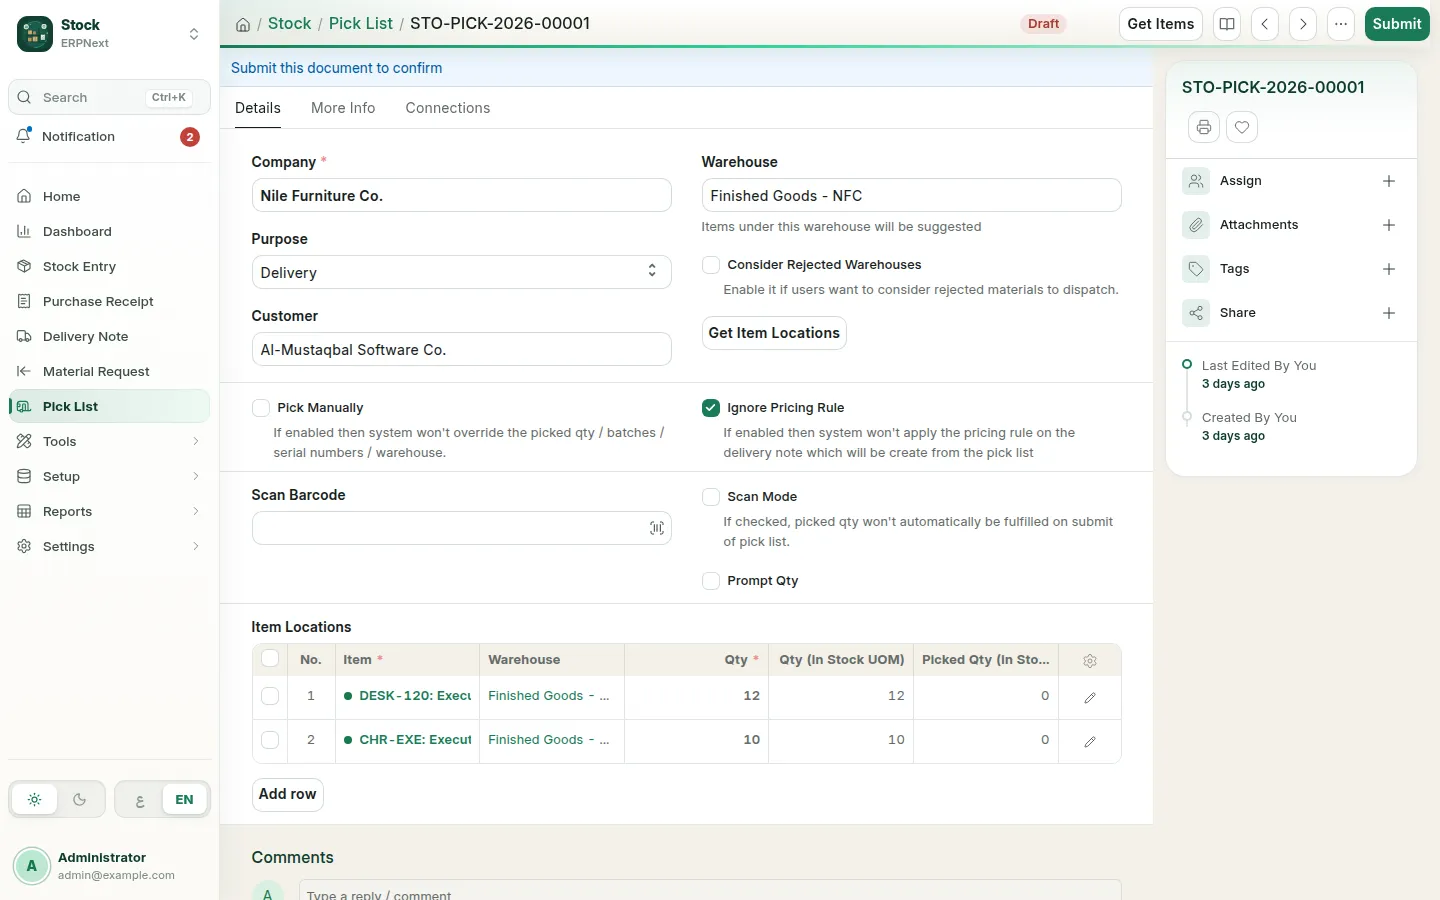 Stock
ERPNext
Search
Ctrl+K
Notification
2
Home
Dashboard
Stock Entry
Purchase Receipt
Delivery Note
Material Request
Pick List
Tools
Setup
Reports
Settings
ع
EN
A
Administrator
admin@example.com
/ Stock / Pick List / STO-PICK-2026-00001
Draft
Get Items
...
Submit
Submit this document to confirm
Details
More Info
Connections
Company *
Nile Furniture Co.
Purpose
Delivery
Customer
Al-Mustaqbal Software Co.
Warehouse
Finished Goods - NFC
Items under this warehouse will be suggested
Consider Rejected Warehouses
Enable it if users want to consider rejected materials to dispatch.
Get Item Locations
Pick Manually
If enabled then system won't override the picked qty / batches /
serial numbers / warehouse.
Ignore Pricing Rule
If enabled then system won't apply the pricing rule on the
delivery note which will be create from the pick list
Scan Barcode
Scan Mode
If checked, picked qty won't automatically be fulfilled on submit
of pick list.
Prompt Qty
Item Locations
No. Item * Warehouse Qty * Qty (in Stock UOM) Picked Qty (in Sto...
1 DESK-120: Execu Finished Goods - ... 12 12 0
2 CHR-EXE: Execut Finished Goods - ... 10 10 0
Add row
Comments
A
Type a reply / comment
STO-PICK-2026-00001
Assign
Attachments
Tags
Share
Last Edited By You
3 days ago
Created By You
3 days ago